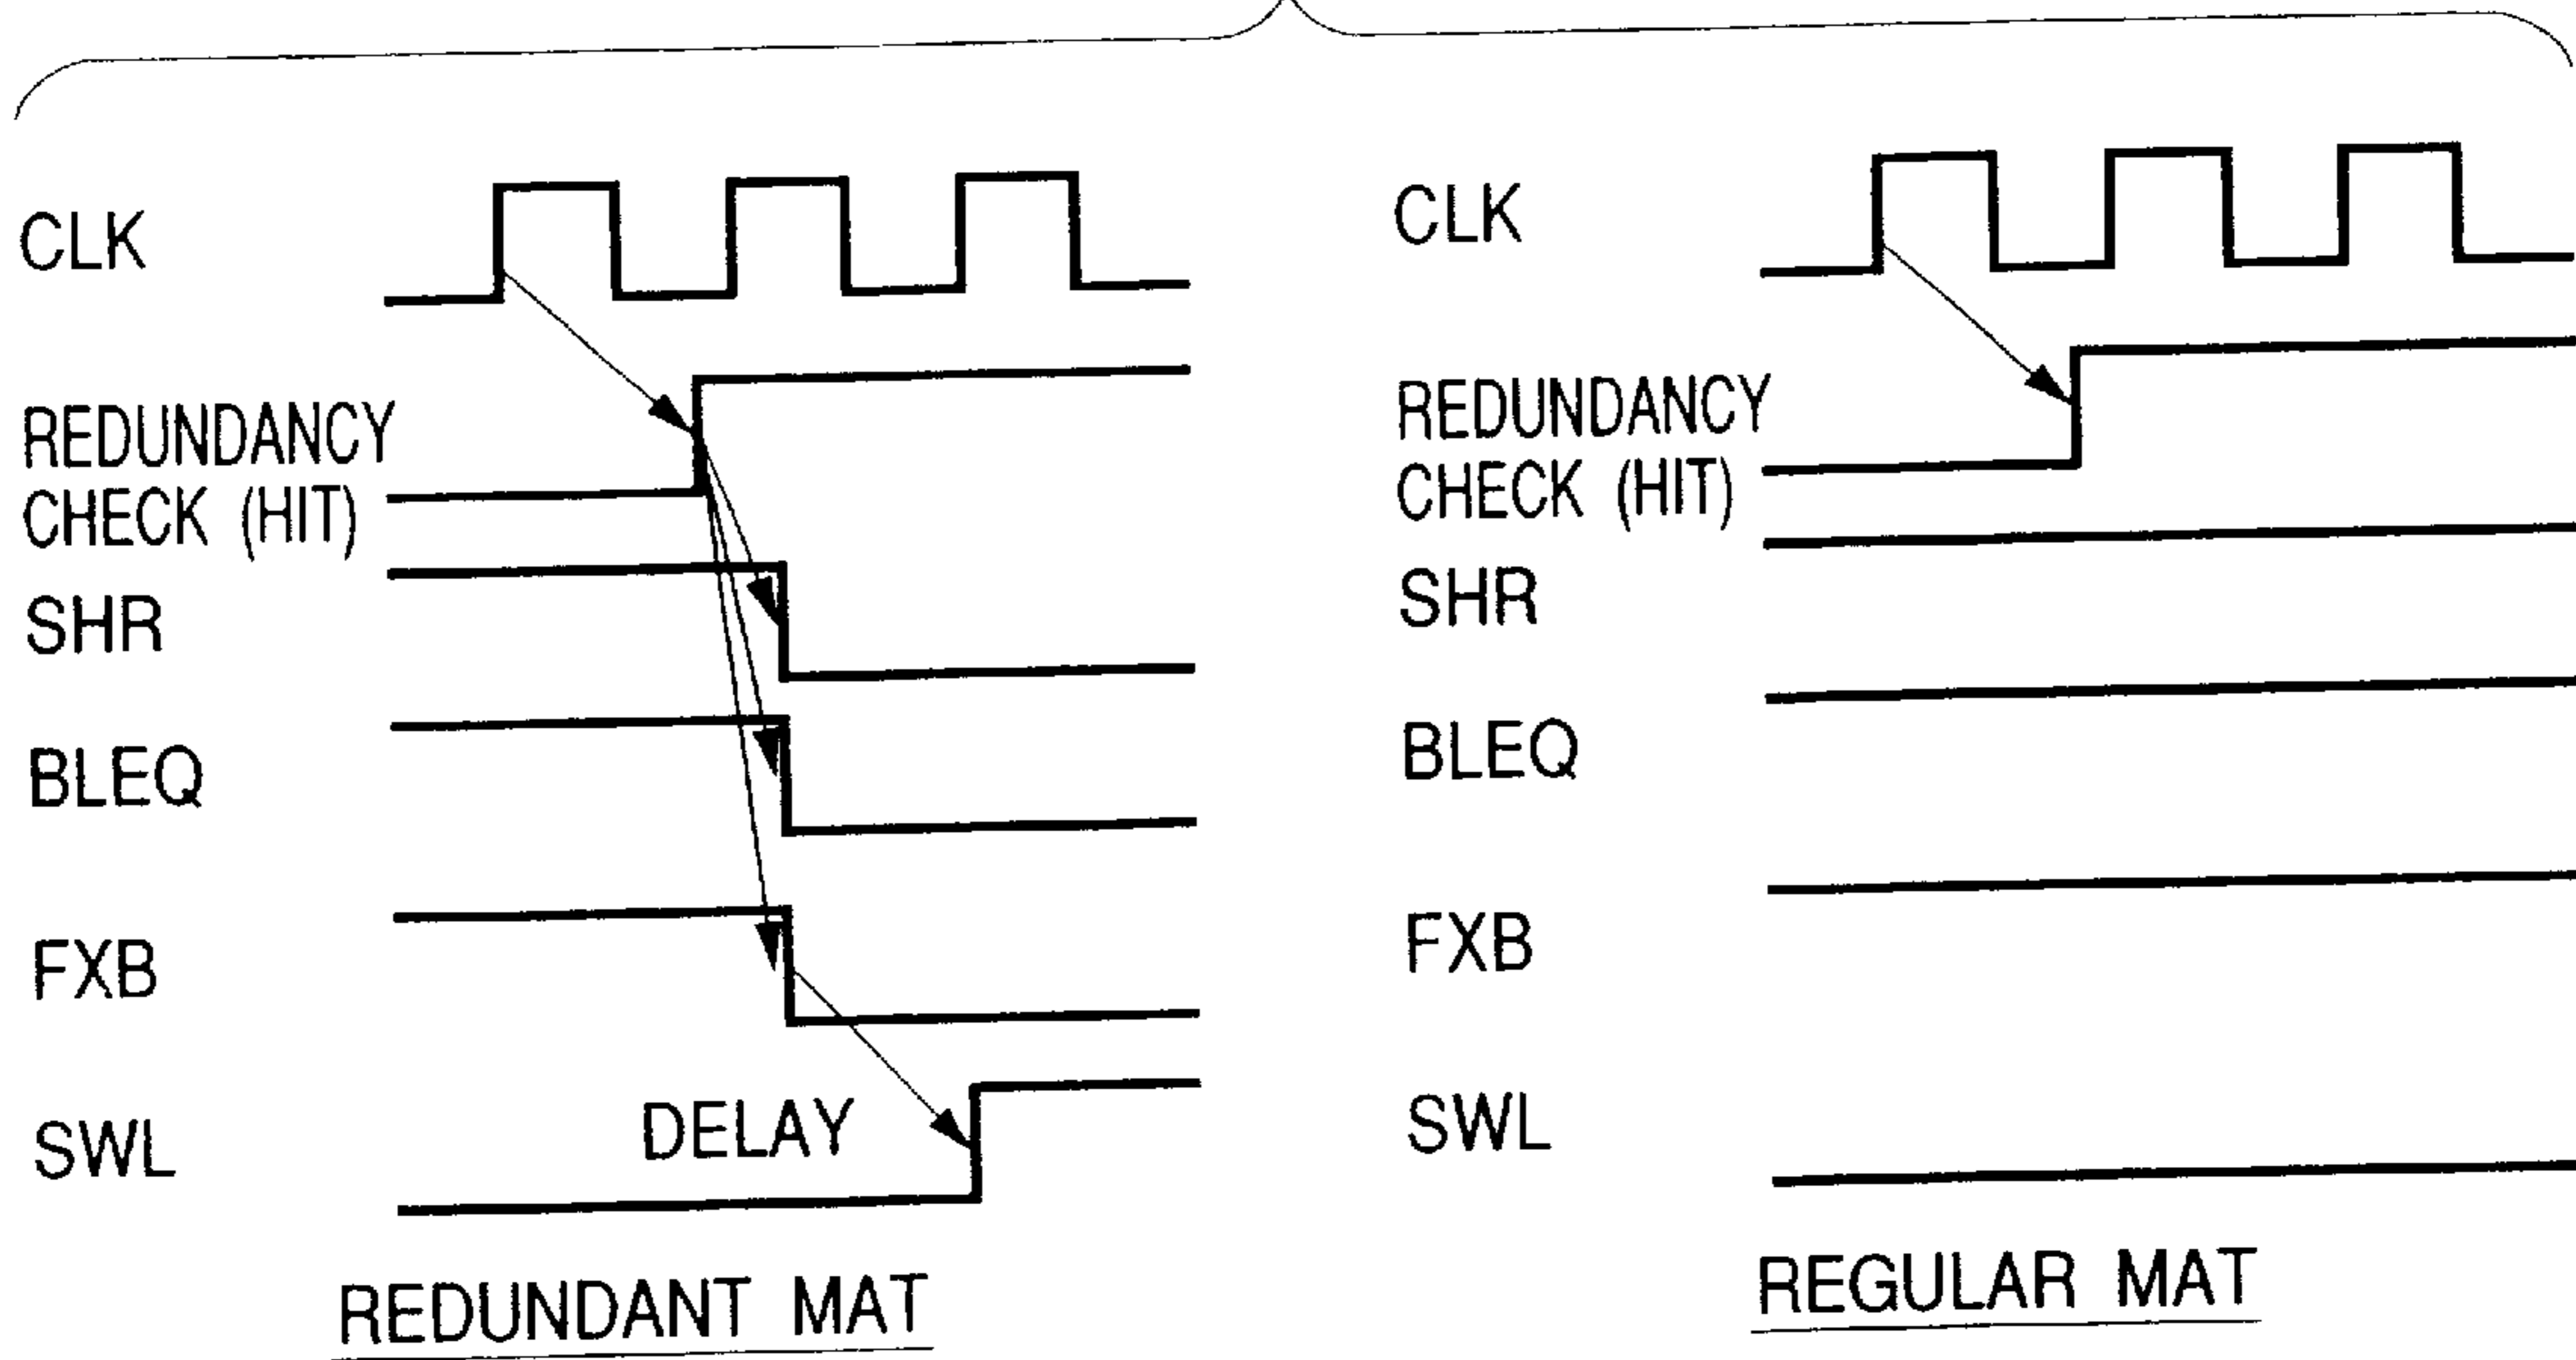 CLK
REDUNDANCY
CHECK (HIT)
SHR
BLEQ
FXB
SWL
DELAY
REDUNDANT MAT
CLK
REDUNDANCY
CHECK (HIT)
SHR
BLEQ
FXB
SWL
REGULAR MAT